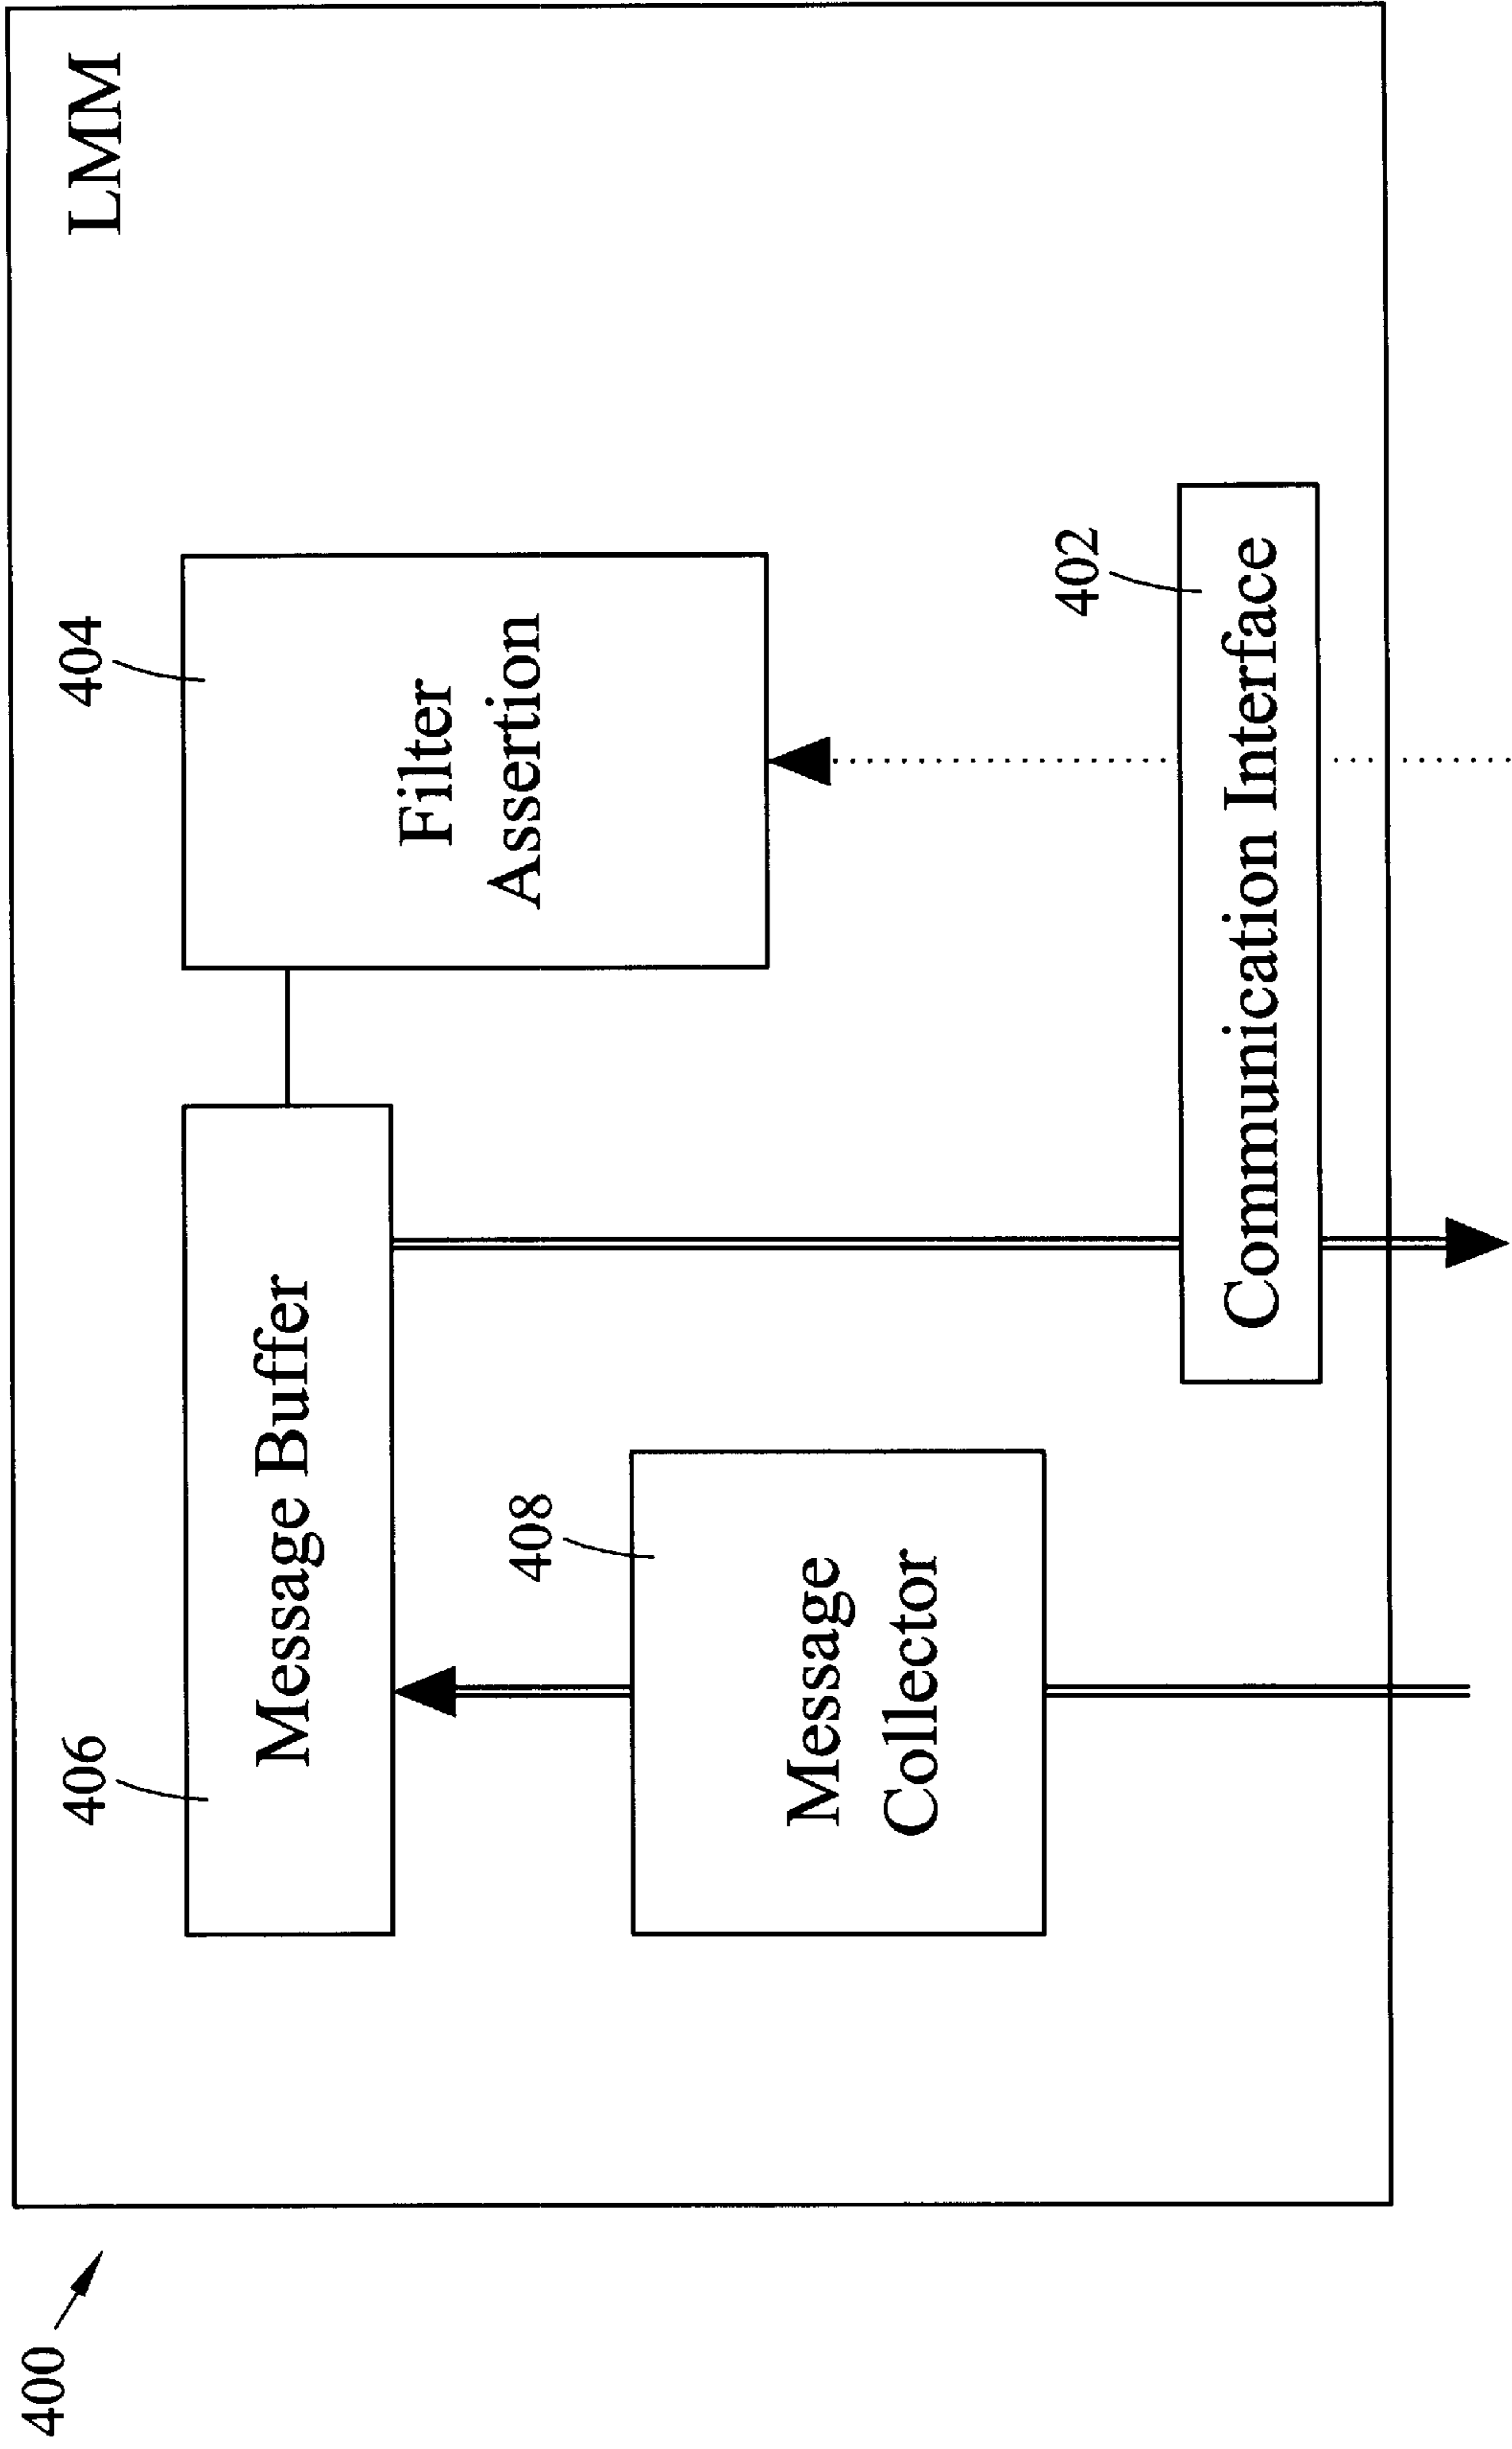 400
LMM
406
Message Buffer
404
Filter
Assertion
408
Message
Collector
402
Communication Interface